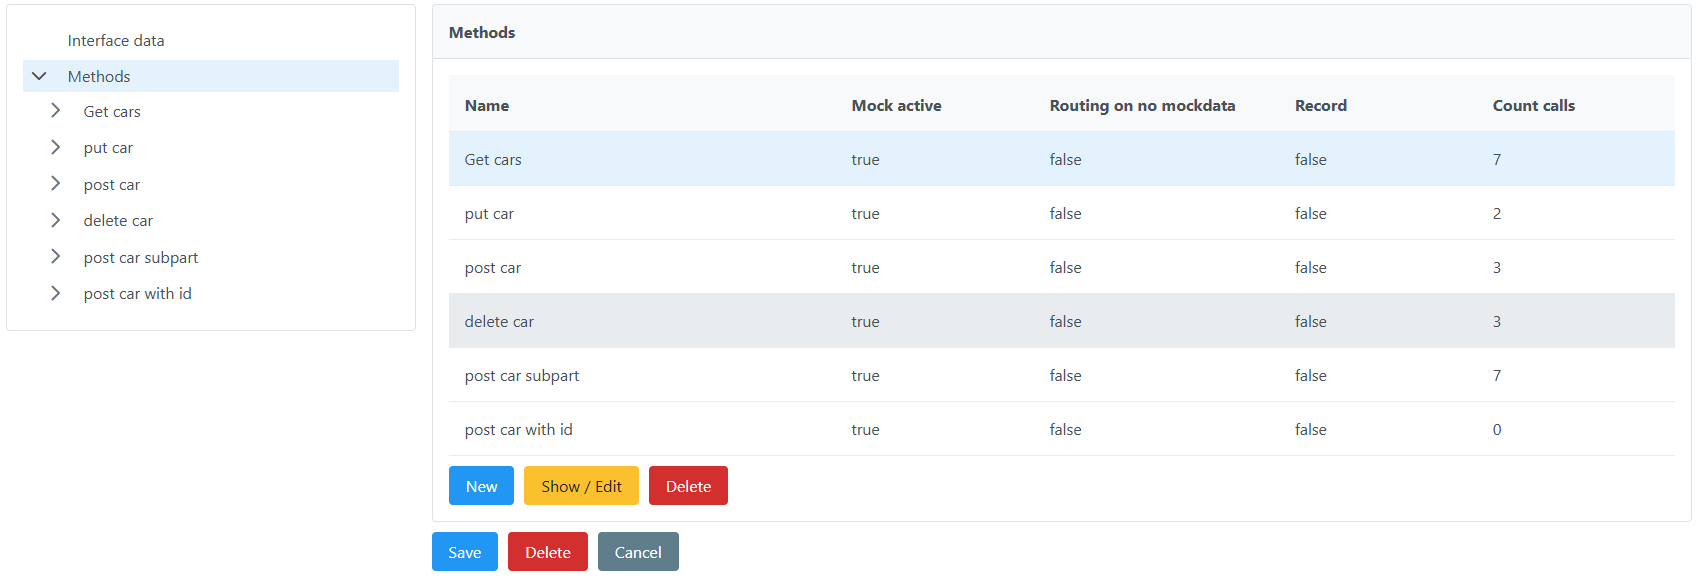 Interface data
Methods
Get cars
put car
post car
delete car
post car subpart
post car with id
Methods
Name Mock active Routing on no mockdata Record Count calls
Get cars true false false 7
put car true false false 2
post car true false false 3
delete car true false false 3
post car subpart true false false 7
post car with id true false false 0
New Show / Edit Delete
Save Delete Cancel